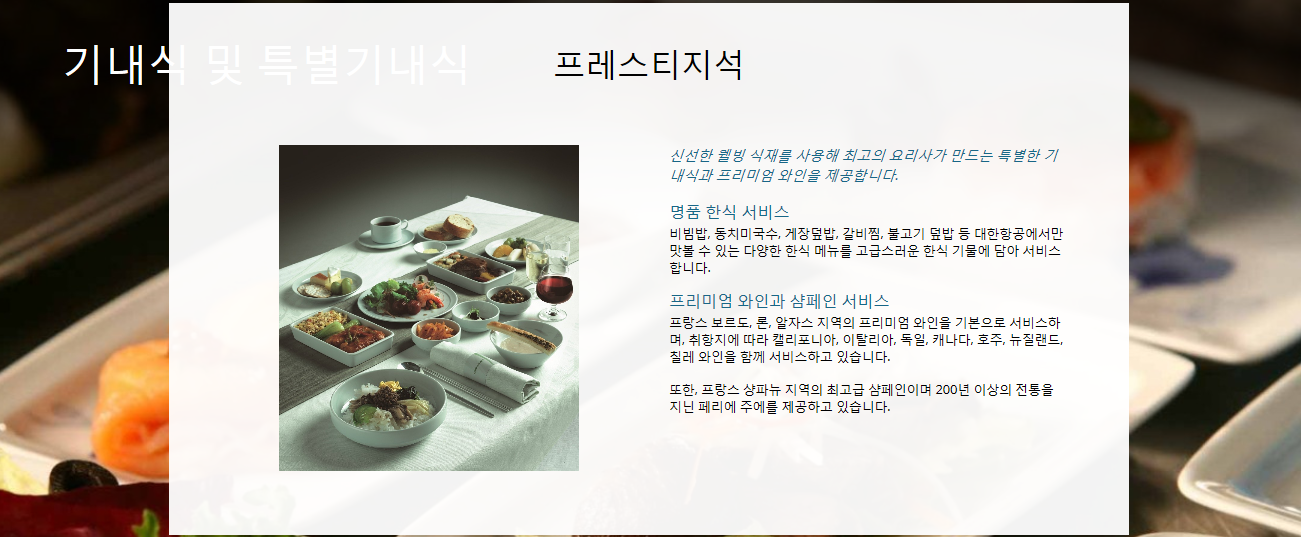 기내식 및 특별기내식
프레스티지석
신선한 웰빙 식재를 사용해 최고의 요리사가 만드는 특별한 기
내식과 프리미엄 와인을 제공합니다.
명품 한식 서비스
비빔밥, 동치미국수, 게장덮밥, 갈비찜, 불고기 덮밥 등 대한항공에서만
맛볼 수 있는 다양한 한식 메뉴를 고급스러운 한식 기물에 담아 서비스
합니다.
프리미엄 와인과 샴페인 서비스
프랑스 보르도, 론, 알자스 지역의 프리미엄 와인을 기본으로 서비스하
며, 취항지에 따라 캘리포니아, 이탈리아, 독일, 캐나다, 호주, 뉴질랜드,
칠레 와인을 함께 서비스하고 있습니다.
또한, 프랑스 샹파뉴 지역의 최고급 샴페인이며 200년 이상의 전통을
지닌 페리에 주에를 제공하고 있습니다.